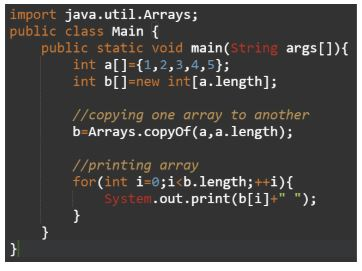 import java.util.Arrays;
public class Main {
    public static void main(String args[]){
        int a[]={1,2,3,4,5};
        int b[]=new int[a.length];

        //copying one array to another
        b=Arrays.copyOf(a,a.length);

        //printing array
        for(int i=0;i<b.length;++i){
            System.out.print(b[i]+" ");
        }
    }
}